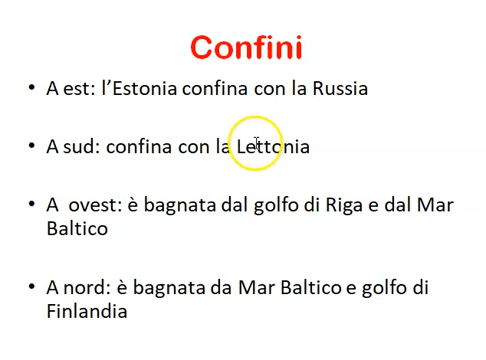 Confini
• A est: l’Estonia confina con la Russia
• A sud: confina con la Lettonia
• A ovest: è bagnata dal golfo di Riga e dal Mar
Baltico
• A nord: è bagnata da Mar Baltico e golfo di
Finlandia